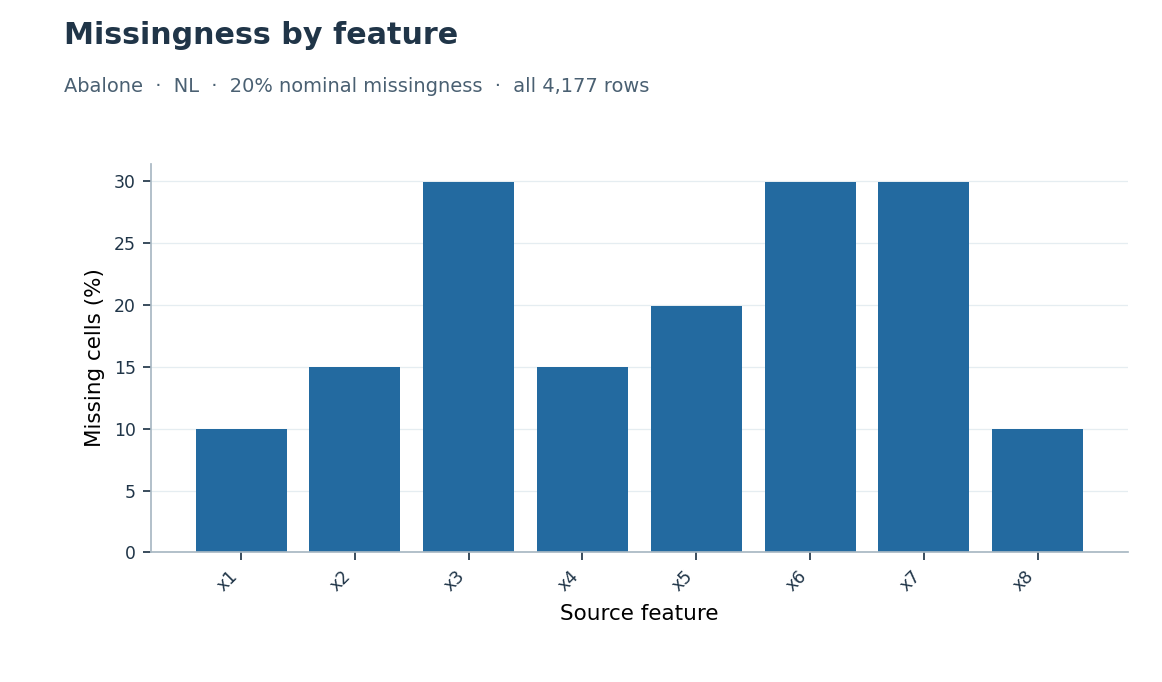 Missingness by feature
Abalone · NL · 20% nominal missingness · all 4,177 rows
30
25
20
15
10
5
0
Missing cells (%)
x1 x2 x3 x4 x5 x6 x7 x8
Source feature